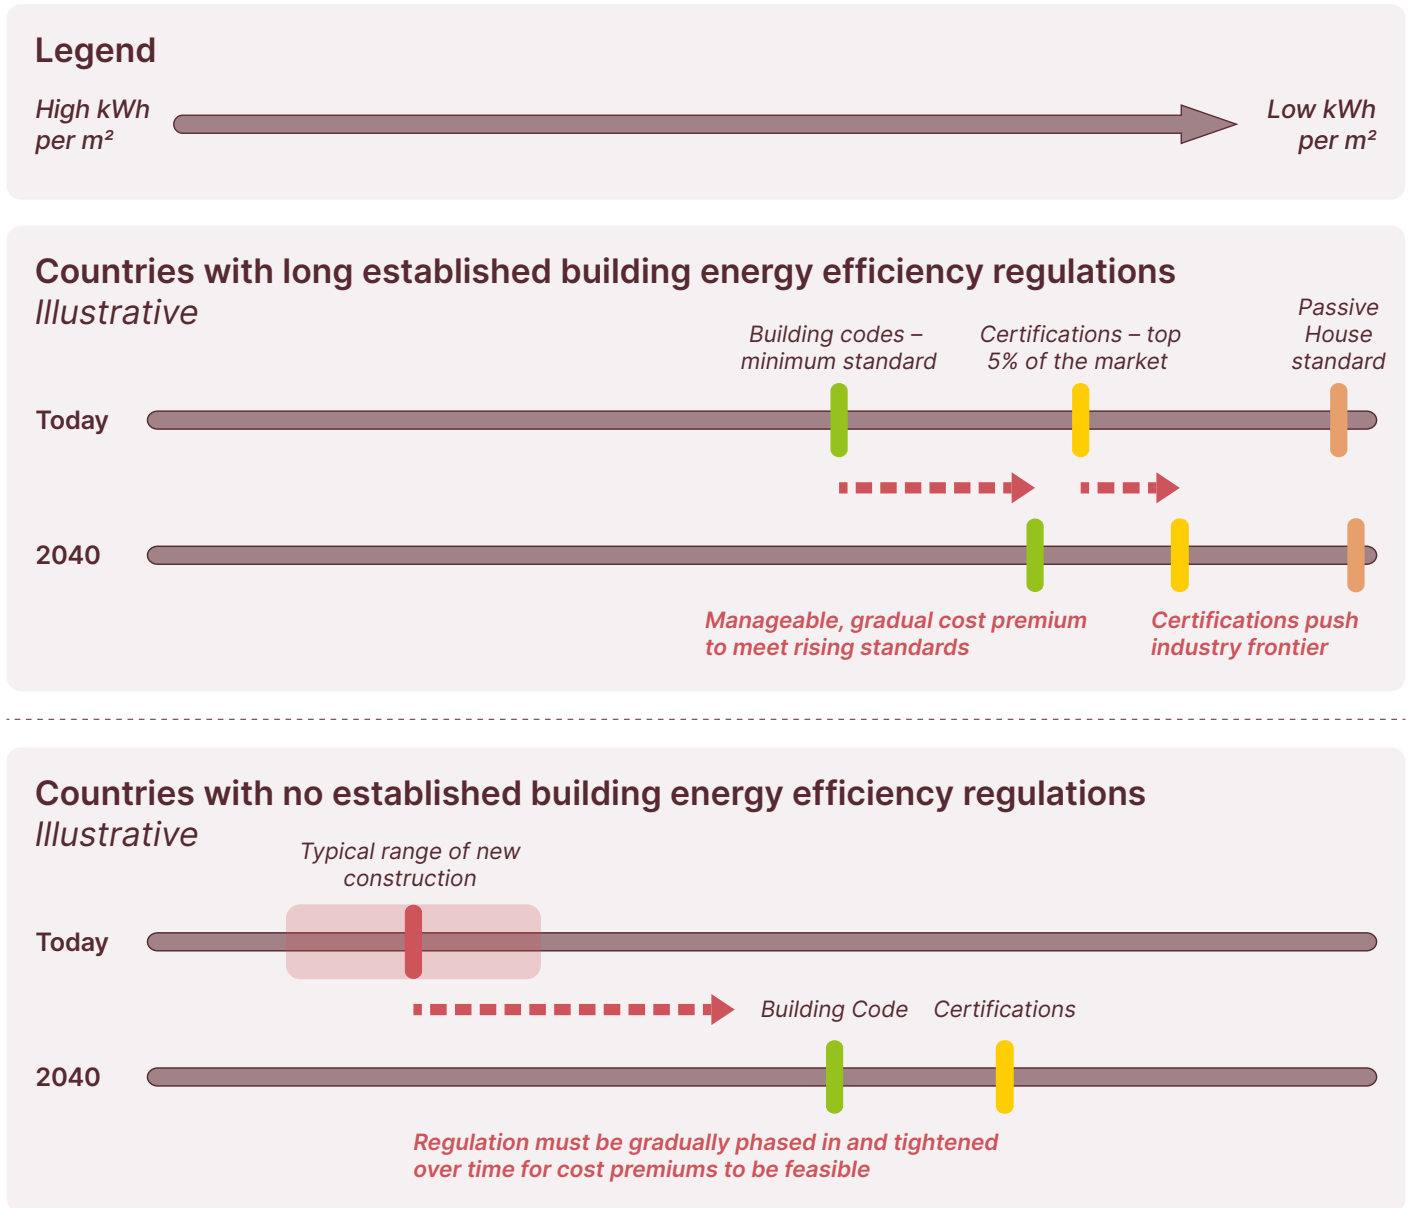 Legend
High kWh
per m²
Low kWh
per m²
Countries with long established building energy efficiency regulations
Illustrative
Building codes –
minimum standard
Certifications – top
5% of the market
Passive
House
standard
Today
2040
Manageable, gradual cost premium
to meet rising standards
Certifications push
industry frontier
Countries with no established building energy efficiency regulations
Illustrative
Typical range of new
construction
Today
Building Code
Certifications
2040
Regulation must be gradually phased in and tightened
over time for cost premiums to be feasible